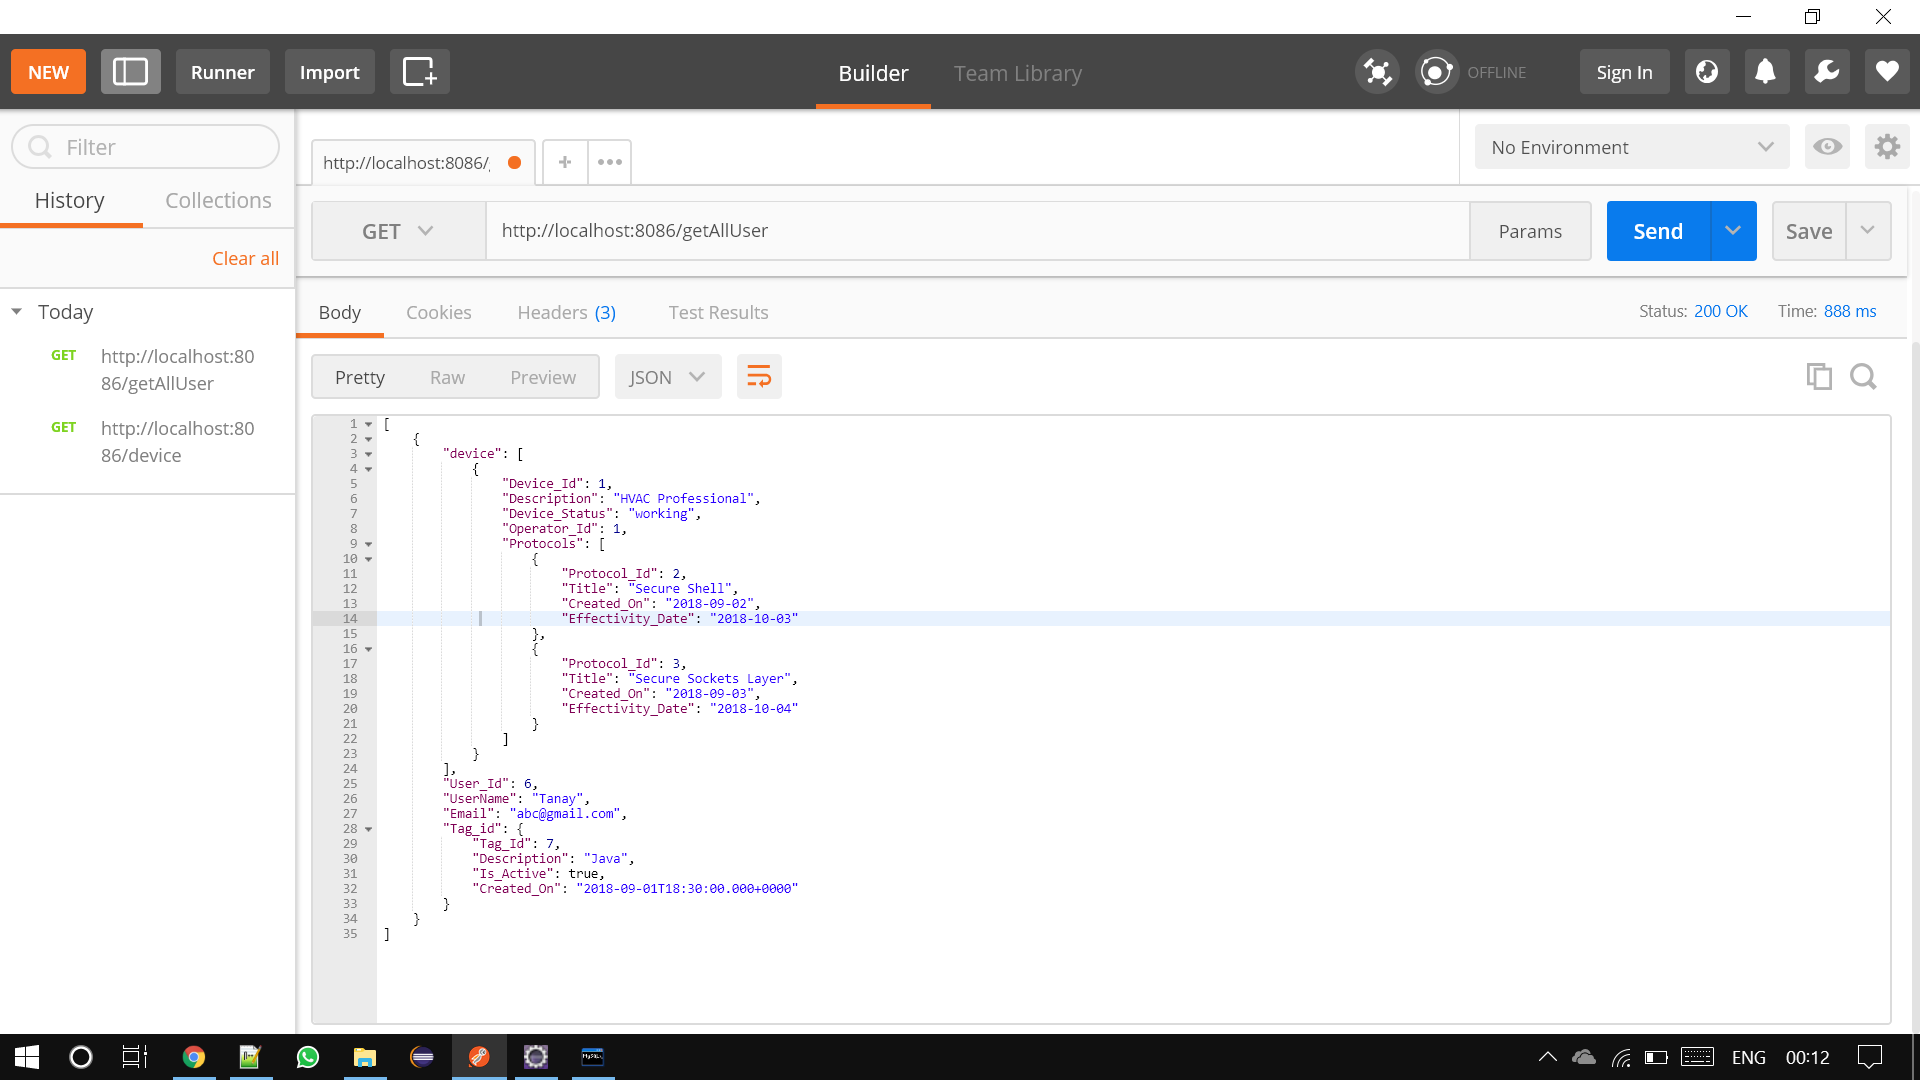 NEW
Runner
Import
Builder
Team Library
OFFLINE
Sign In
Filter
History
Collections
Clear all
Today
GET http://localhost:80
86/getAllUser
GET http://localhost:80
86/device
http://localhost:8086/
No Environment
GET
http://localhost:8086/getAllUser
Params
Send
Save
Body
Cookies
Headers (3)
Test Results
Status: 200 OK
Time: 888 ms
Pretty
Raw
Preview
JSON
1 [
2 {
3 "device": [
4 {
5 "Device_Id": 1,
6 "Description": "HVAC Professional",
7 "Device_Status": "working",
8 "Operator_Id": 1,
9 "Protocols": [
10 {
11 "Protocol_Id": 2,
12 "Title": "Secure Shell",
13 "Created_On": "2018-09-02",
14 "Effectivity_Date": "2018-10-03"
15 },
16 {
17 "Protocol_Id": 3,
18 "Title": "Secure Sockets Layer",
19 "Created_On": "2018-09-03",
20 "Effectivity_Date": "2018-10-04"
21 }
22 ]
23 }
24 ],
25 "User_Id": 6,
26 "UserName": "Tanay",
27 "Email": "abc@gmail.com",
28 "Tag_id": {
29 "Tag_Id": 7,
30 "Description": "Java",
31 "Is_Active": true,
32 "Created_On": "2018-09-01T18:30:00.000+0000"
33 }
34 }
35 ]
ENG
00:12